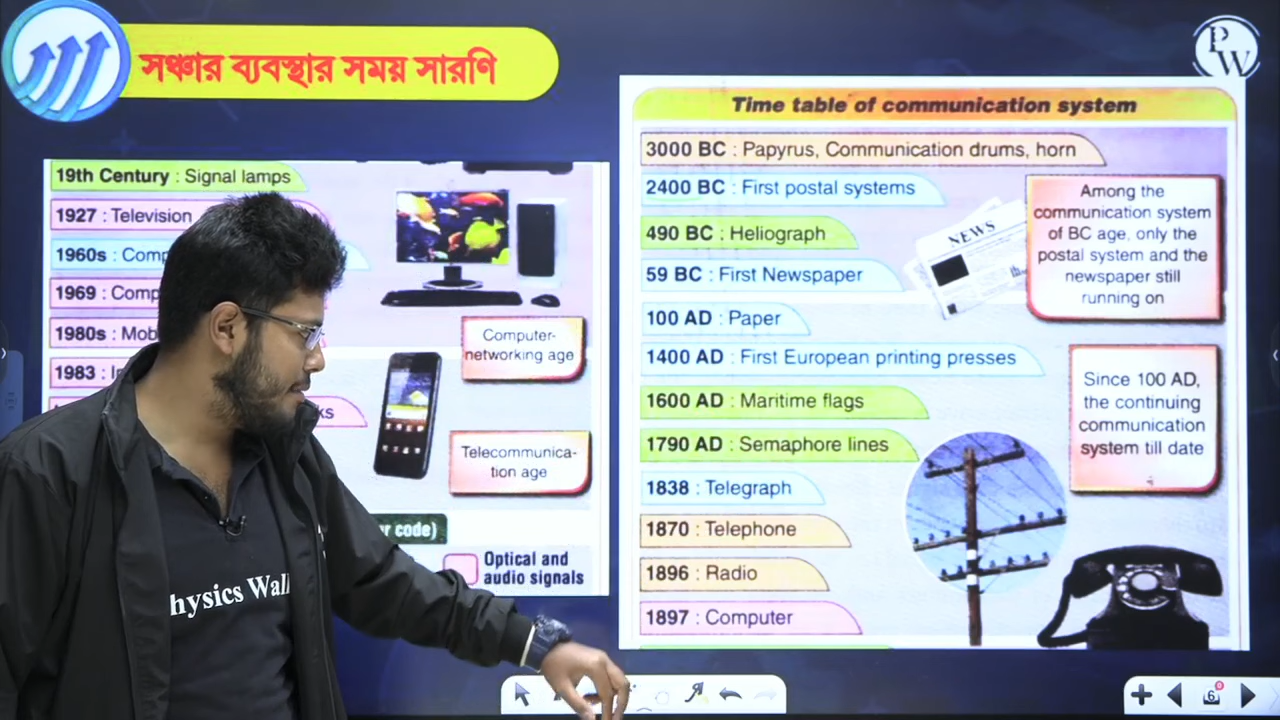 সঞ্চার ব্যবস্থার সময় সারণি
PW
Time table of communication system
19th Century : Signal lamps
1927 : Television
1960s : Comp
1969 : Comp
1980s : Mob
1983 : In
ks
Computer-
networking age
Telecommunica-
tion age
r code)
Optical and
audio signals
3000 BC : Papyrus, Communication drums, horn
2400 BC : First postal systems
490 BC : Heliograph
59 BC : First Newspaper
100 AD : Paper
1400 AD : First European printing presses
1600 AD : Maritime flags
1790 AD : Semaphore lines
1838 : Telegraph
1870 : Telephone
1896 : Radio
1897 : Computer
NEWS
Among the
communication system
of BC age, only the
postal system and the
newspaper still
running on
Since 100 AD,
the continuing
communication
system till date
hysics Wall
6